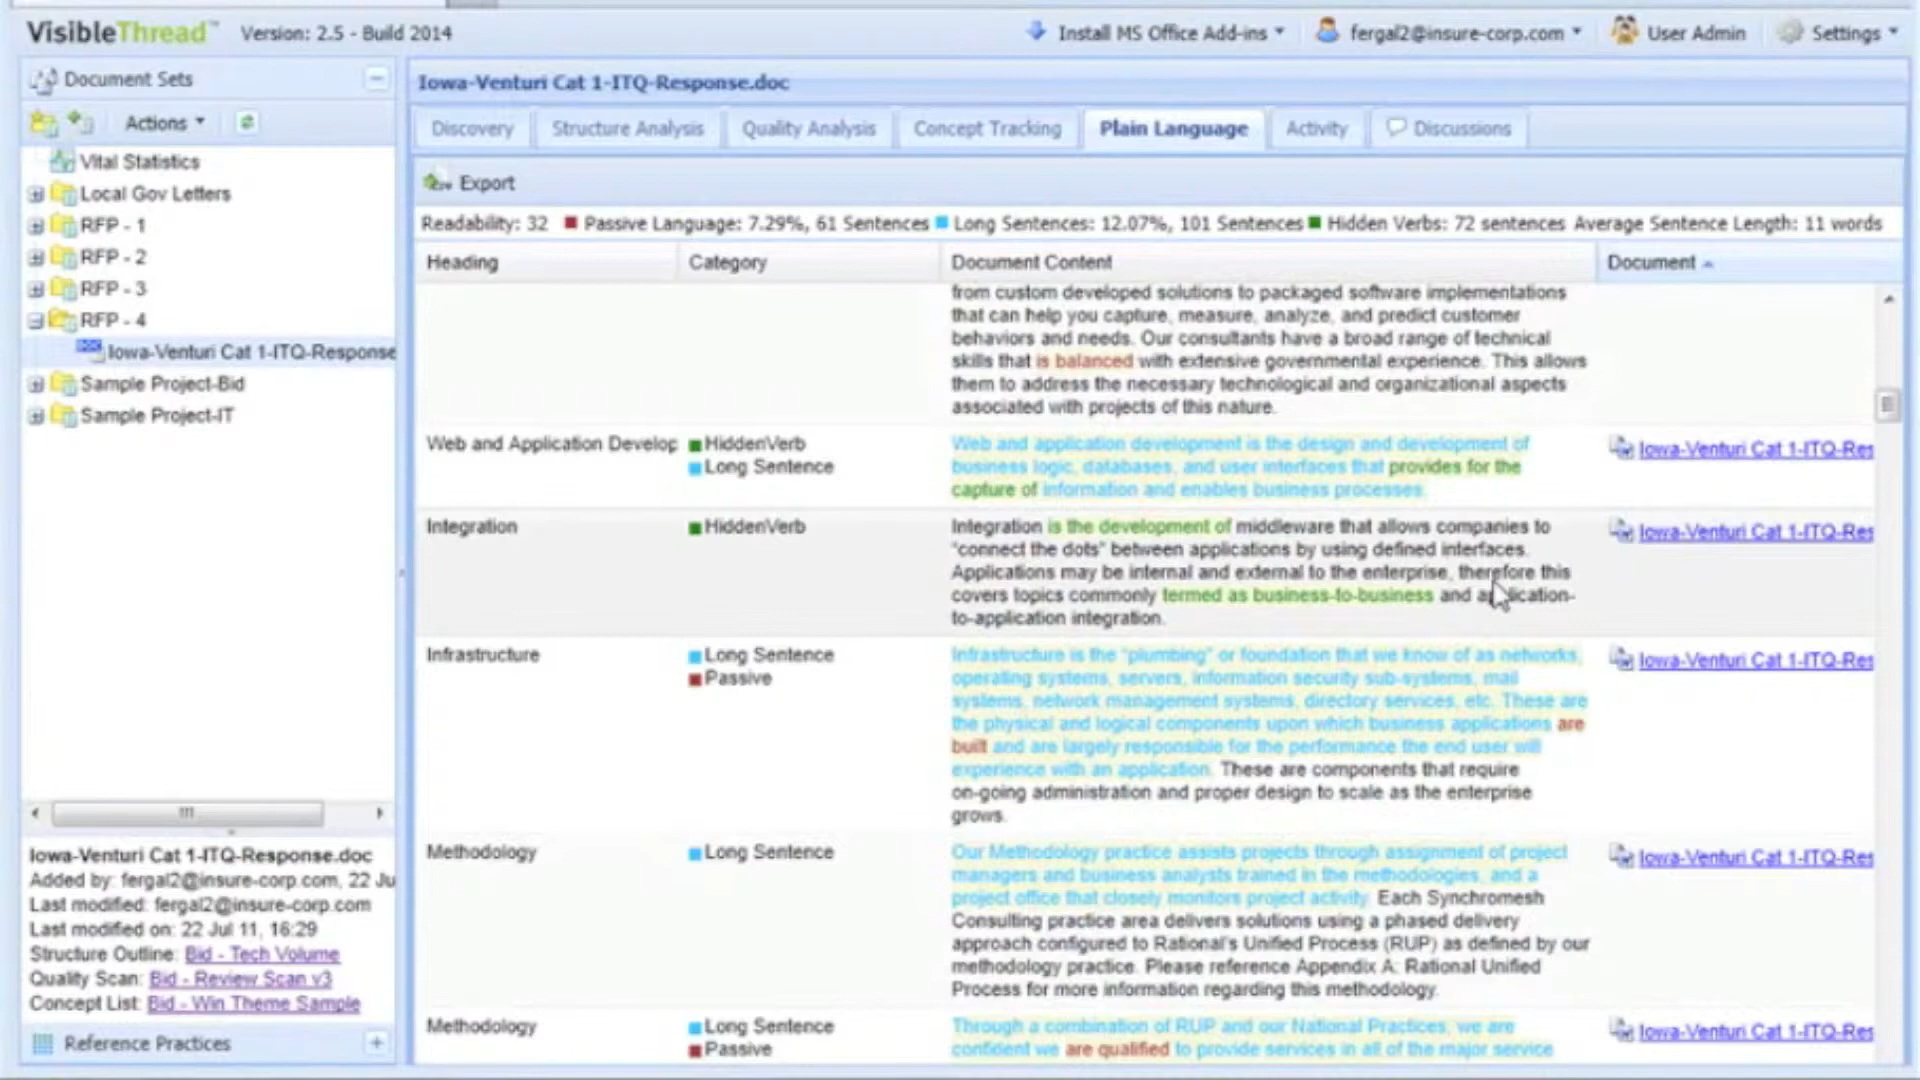 VisibleThread™ Version: 2.5 - Build 2014
Install MS Office Add-ins
fergal2@insure-corp.com
User Admin
Settings
Document Sets
Actions
Vital Statistics
Local Gov Letters
RFP - 1
RFP - 2
RFP - 3
RFP - 4
Iowa-Venturi Cat 1-ITQ-Response
Sample Project-Bid
Sample Project-IT
Iowa-Venturi Cat 1-ITQ-Response.doc
Added by: fergal2@insure-corp.com, 22 Ju
Last modified: fergal2@insure-corp.com
Last modified on: 22 Jul 11, 16:29
Structure Outline: Bid - Tech Volume
Quality Scan: Bid - Review Scan v3
Concept List: Bid - Win Theme Sample
Reference Practices
Iowa-Venturi Cat 1-ITQ-Response.doc
Discovery
Structure Analysis
Quality Analysis
Concept Tracking
Plain Language
Activity
Discussions
Export
Readability: 32 Passive Language: 7.29%, 61 Sentences Long Sentences: 12.07%, 101 Sentences Hidden Verbs: 72 sentences Average Sentence Length: 11 words
Heading
Category
Document Content
Document
from custom developed solutions to packaged software implementations
that can help you capture, measure, analyze, and predict customer
behaviors and needs. Our consultants have a broad range of technical
skills that is balanced with extensive governmental experience. This allows
them to address the necessary technological and organizational aspects
associated with projects of this nature.
Web and Application Develop
HiddenVerb
Long Sentence
Web and application development is the design and development of
business logic, databases, and user interfaces that provides for the
capture of information and enables business processes.
Iowa-Venturi Cat 1-ITQ-Res
Integration
HiddenVerb
Integration is the development of middleware that allows companies to
"connect the dots" between applications by using defined interfaces.
Applications may be internal and external to the enterprise, therefore this
covers topics commonly termed as business-to-business and application-
to-application integration.
Iowa-Venturi Cat 1-ITQ-Res
Infrastructure
Long Sentence
Passive
Infrastructure is the "plumbing" or foundation that we know of as networks,
operating systems, servers, information security sub-systems, mail
systems, network management systems, directory services, etc. These are
the physical and logical components upon which business applications are
built and are largely responsible for the performance the end user will
experience with an application. These are components that require
on-going administration and proper design to scale as the enterprise
grows.
Iowa-Venturi Cat 1-ITQ-Res
Methodology
Long Sentence
Our Methodology practice assists projects through assignment of project
managers and business analysts trained in the methodologies, and a
project office that closely monitors project activity. Each Synchromesh
Consulting practice area delivers solutions using a phased delivery
approach configured to Rational's Unified Process (RUP) as defined by our
methodology practice. Please reference Appendix A: Rational Unified
Process for more information regarding this methodology.
Iowa-Venturi Cat 1-ITQ-Res
Methodology
Long Sentence
Passive
Through a combination of RUP and our National Practices, we are
confident we are qualified to provide services in all of the major service
Iowa-Venturi Cat 1-ITQ-Res